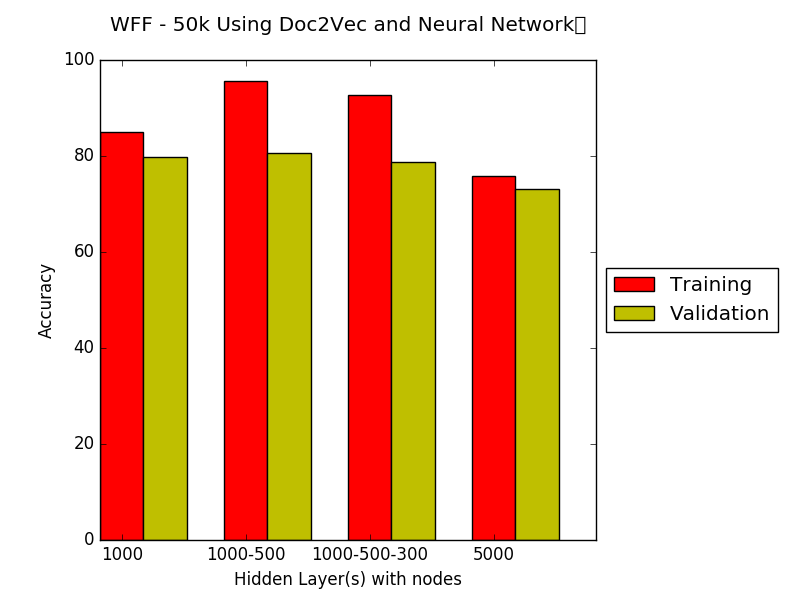 WFF - 50k Using Doc2Vec and Neural Network
100
80
60
40
20
0
Accuracy
1000 1000-500 1000-500-300 5000
Hidden Layer(s) with nodes
Training
Validation